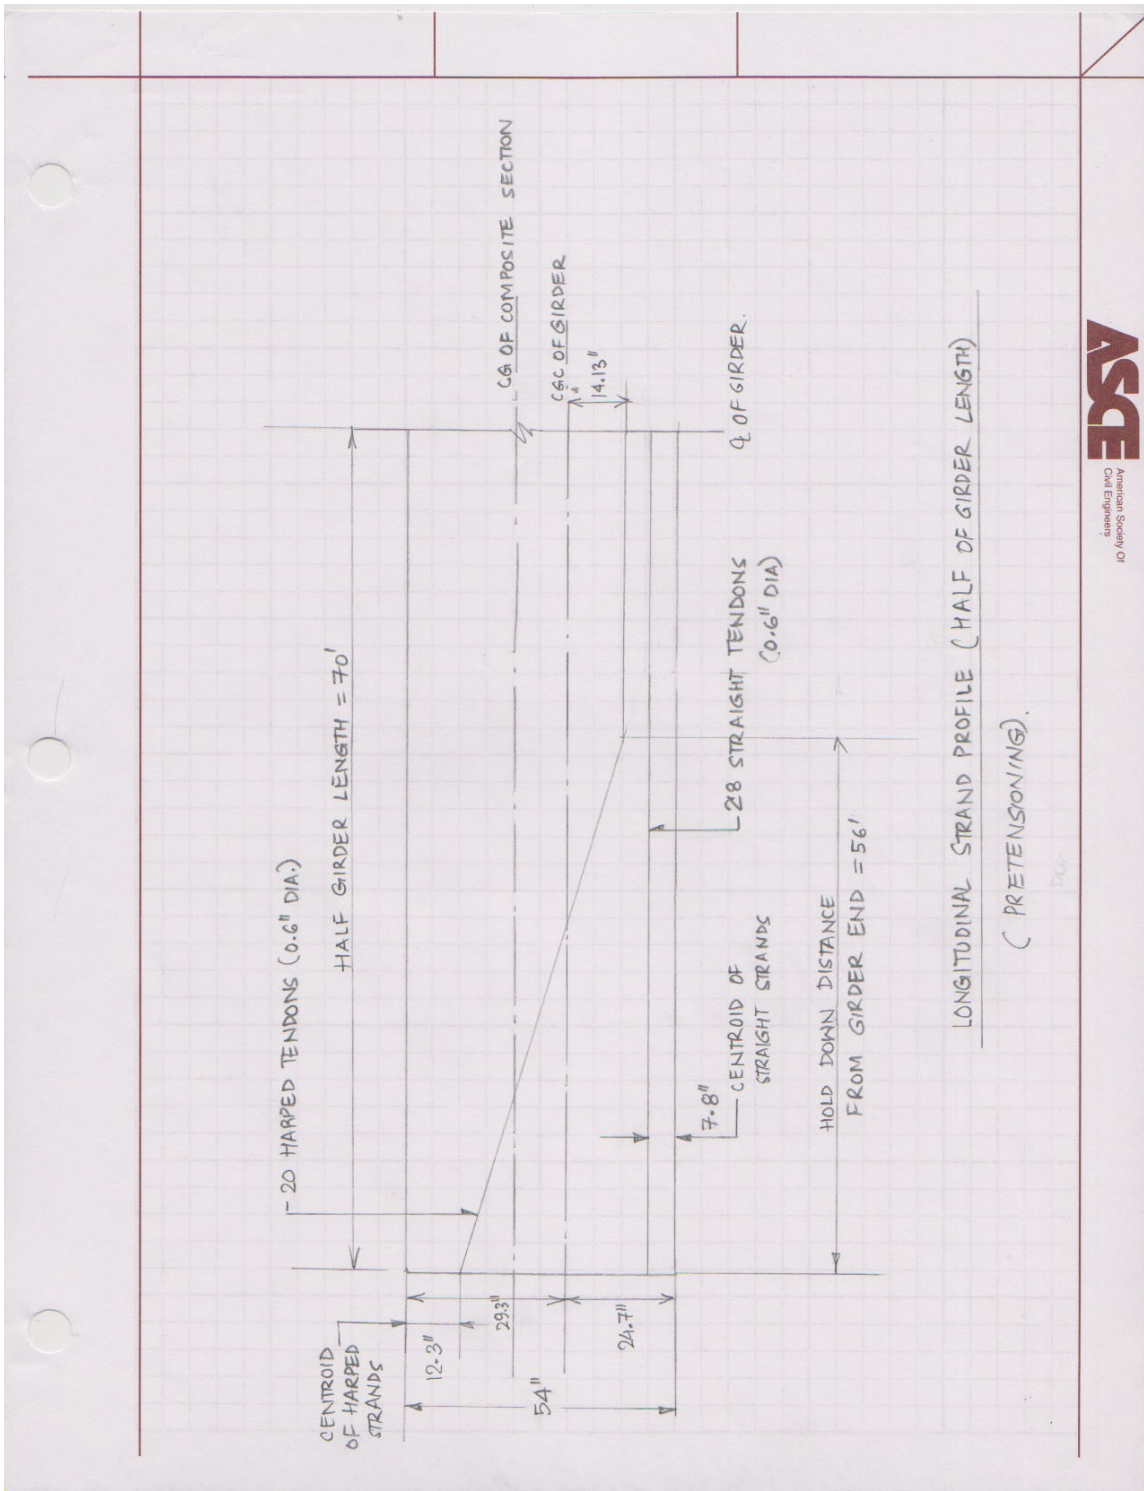 CENTROID
OF HARPED
STRANDS
20 HARPED TENDONS (0.6" DIA.)
HALF GIRDER LENGTH = 70'
12.3"
29.3"
54"
24.7"
CG OF COMPOSITE SECTION
CGC OF GIRDER
14.13"
℄ OF GIRDER.
7.8"
CENTROID OF
STRAIGHT STRANDS
28 STRAIGHT TENDONS
(0.6" DIA)
HOLD DOWN DISTANCE
FROM GIRDER END = 56'
LONGITUDINAL STRAND PROFILE (HALF OF GIRDER LENGTH)
(PRETENSIONING).
ASCE
American Society Of
Civil Engineers